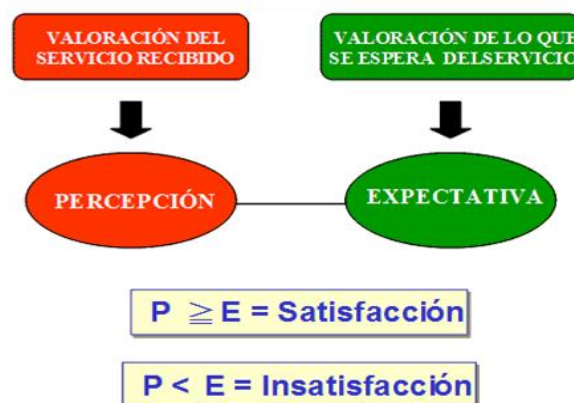 VALORACIÓN DEL
SERVICIO RECIBIDO
VALORACIÓN DE LO QUE
SE ESPERA DELSERVICIO
PERCEPCIÓN
EXPECTATIVA
P ≧ E = Satisfacción
P < E = Insatisfacción